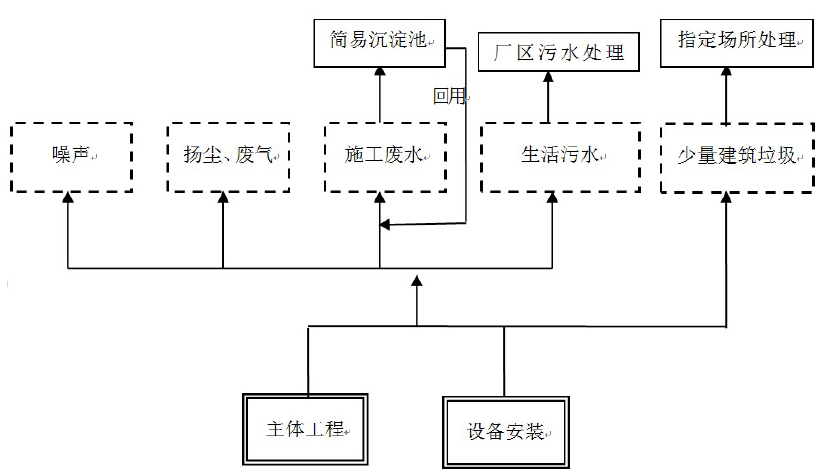 简易沉淀池
厂区污水处理
指定场所处理
回用
噪声
扬尘、废气
施工废水
生活污水
少量建筑垃圾
主体工程
设备安装